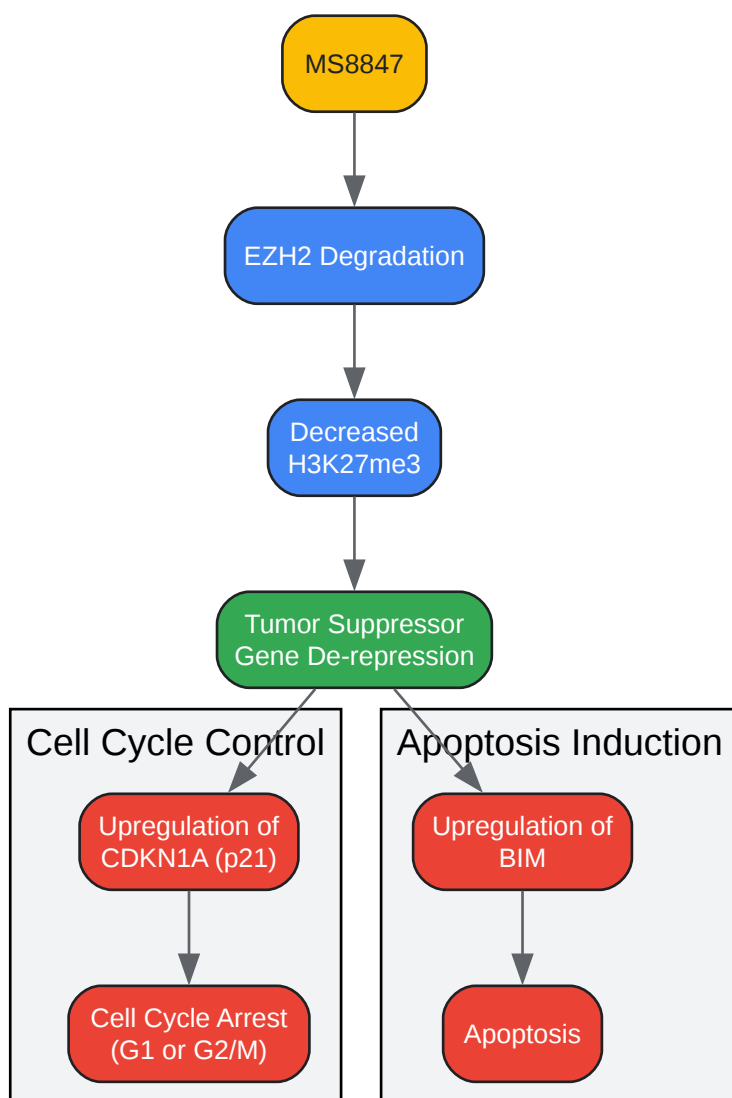 MS8847
EZH2 Degradation
Decreased
H3K27me3
Tumor Suppressor
Gene De-repression
Cell Cycle Control
Upregulation of
CDKN1A (p21)
Cell Cycle Arrest
(G1 or G2/M)
Apoptosis Induction
Upregulation of
BIM
Apoptosis